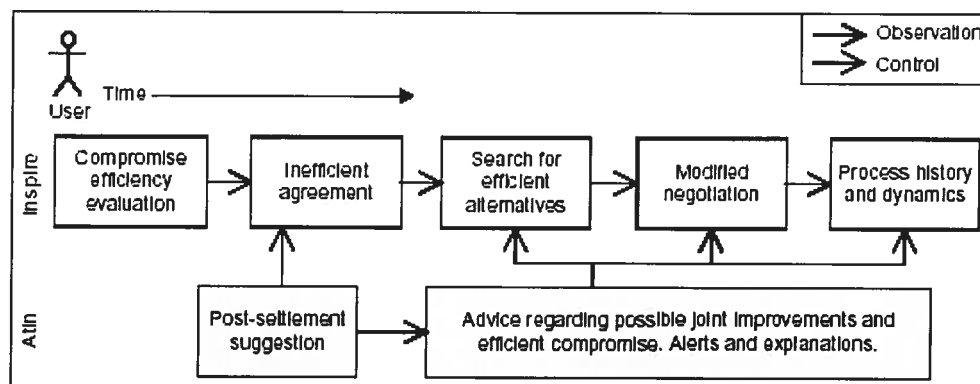 Observation
Control
User
Time
Inspire
Compromise
efficiency
evaluation
Inefficient
agreement
Search for
efficient
alternatives
Modified
negotiation
Process history
and dynamics
Atin
Post-settlement
suggestion
Advice regarding possible joint improvements and
efficient compromise. Alerts and explanations.